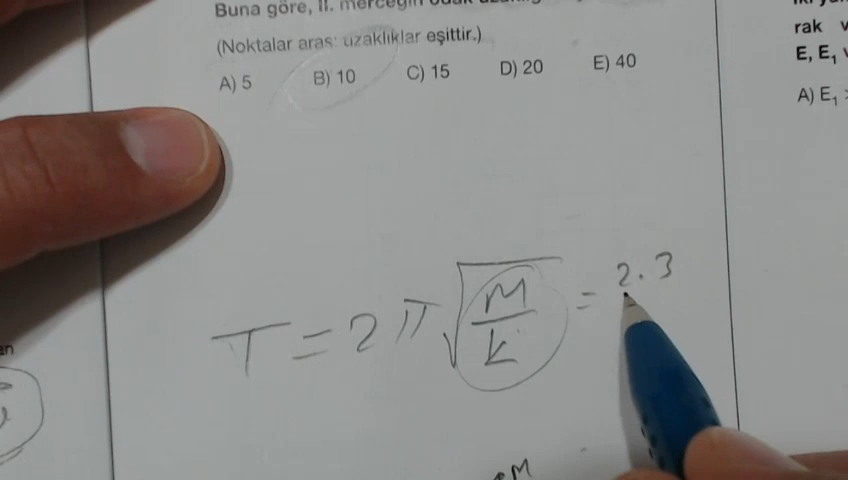 Buna göre, II. merceğin odak
(Noktalar arası uzaklıklar eşittir.)
A) 5 B) 10 C) 15 D) 20 E) 40
T = 2π√(M/k) = 2.3
M
rak
E, E₁
A) E₁ >